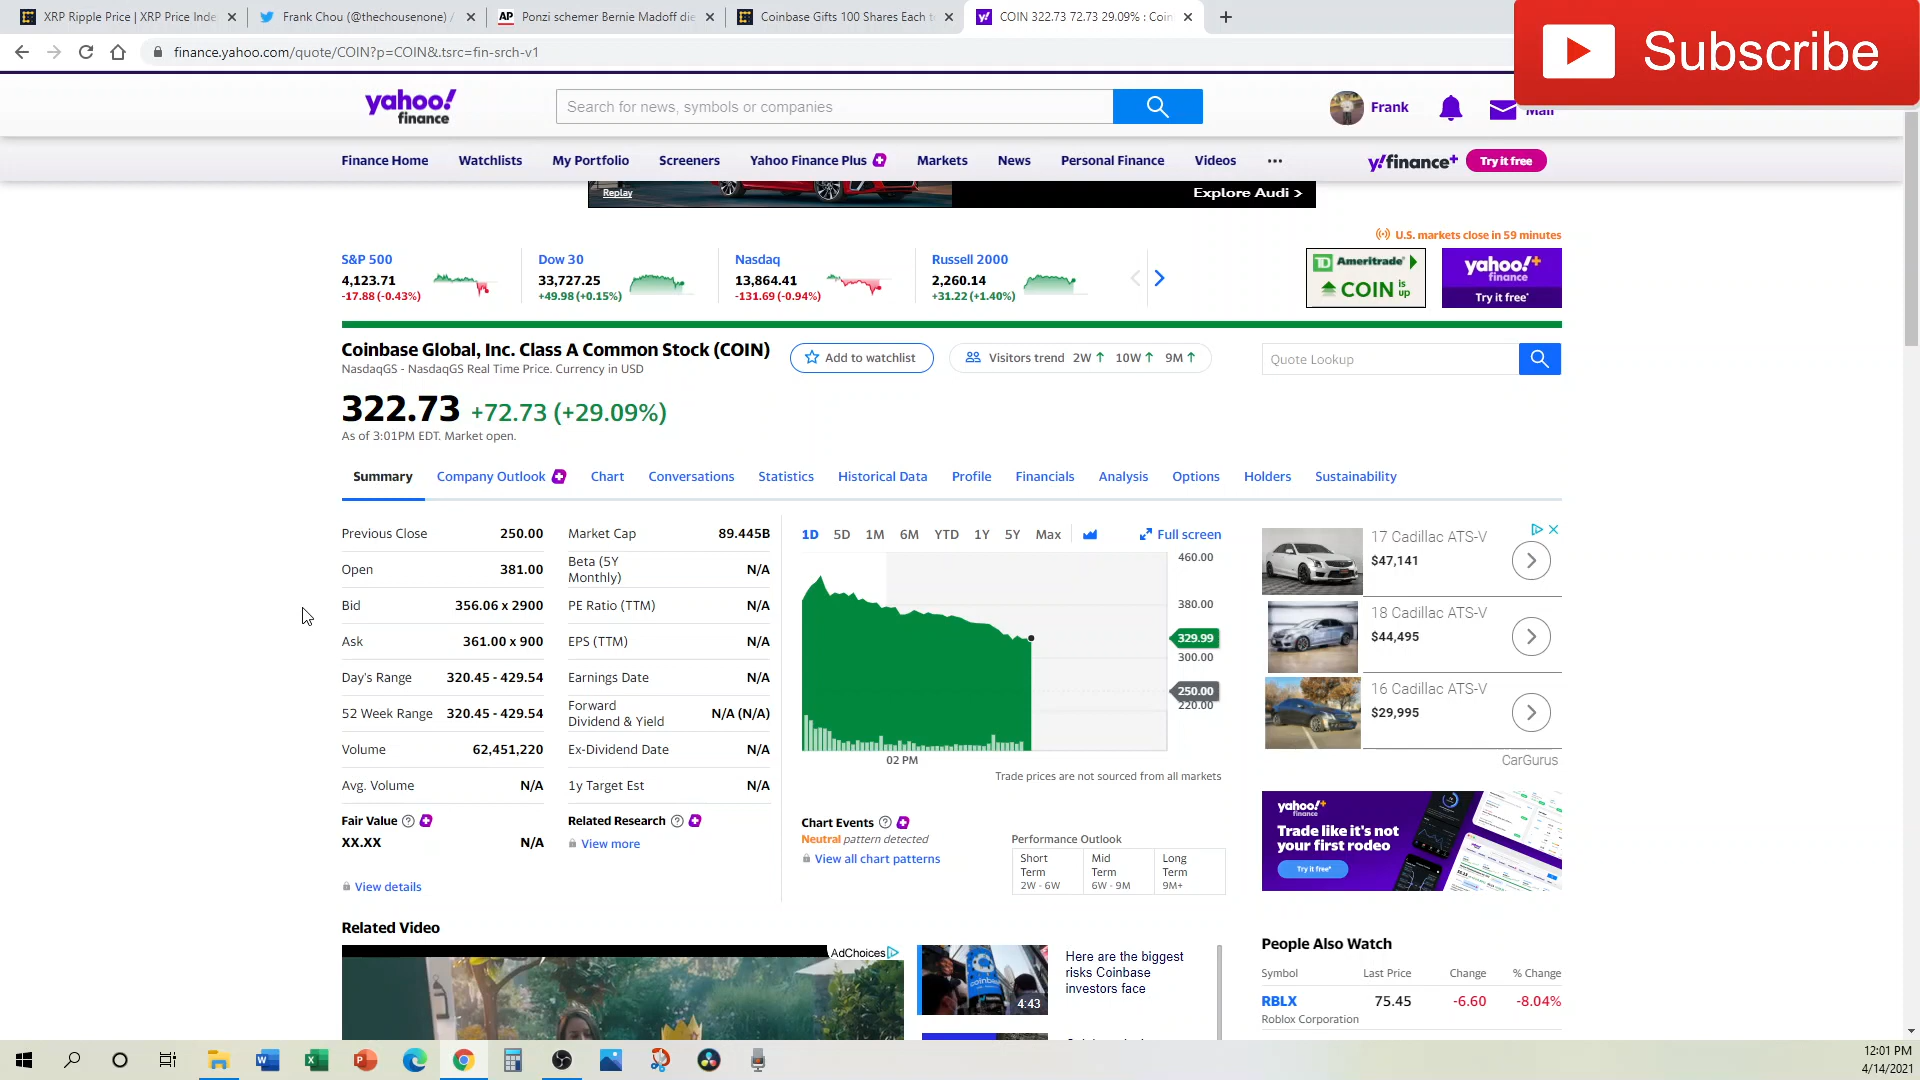 XRP Ripple Price | XRP Price Inde
Frank Chou (@thechousenone) /
AP Ponzi schemer Bernie Madoff die
Coinbase Gifts 100 Shares Each t
y! COIN 322.73 72.73 29.09% : Coin
finance.yahoo.com/quote/COIN?p=COIN&.tsrc=fin-srch-v1
Subscribe
yahoo!
finance
Search for news, symbols or companies
Frank
Mail
Finance Home Watchlists My Portfolio Screeners Yahoo Finance Plus Markets News Personal Finance Videos ...
y!finance+ Try it free
Replay
Explore Audi >
U.S. markets close in 59 minutes
S&P 500
4,123.71
-17.88 (-0.43%)
Dow 30
33,727.25
+49.98 (+0.15%)
Nasdaq
13,864.41
-131.69 (-0.94%)
Russell 2000
2,260.14
+31.22 (+1.40%)
TD Ameritrade
COIN is up
yahoo!+
finance
Try it free*
Coinbase Global, Inc. Class A Common Stock (COIN)
NasdaqGS - NasdaqGS Real Time Price. Currency in USD
Add to watchlist
Visitors trend 2W ↑ 10W ↑ 9M ↑
Quote Lookup
322.73 +72.73 (+29.09%)
As of 3:01PM EDT. Market open.
Summary Company Outlook Chart Conversations Statistics Historical Data Profile Financials Analysis Options Holders Sustainability
Previous Close 250.00
Open 381.00
Bid 356.06 x 2900
Ask 361.00 x 900
Day's Range 320.45 - 429.54
52 Week Range 320.45 - 429.54
Volume 62,451,220
Avg. Volume N/A
Fair Value
XX.XX N/A
View details
Market Cap 89.445B
Beta (5Y
Monthly) N/A
PE Ratio (TTM) N/A
EPS (TTM) N/A
Earnings Date N/A
Forward
Dividend & Yield N/A (N/A)
Ex-Dividend Date N/A
1y Target Est N/A
Related Research
View more
1D 5D 1M 6M YTD 1Y 5Y Max
Full screen
460.00
380.00
329.99
300.00
250.00
220.00
02 PM
Trade prices are not sourced from all markets
Chart Events
Neutral pattern detected
View all chart patterns
Performance Outlook
Short
Term
2W - 6W
Mid
Term
6W - 9M
Long
Term
9M+
17 Cadillac ATS-V
$47,141
18 Cadillac ATS-V
$44,495
16 Cadillac ATS-V
$29,995
CarGurus
yahoo!+
finance
Trade like it's not
your first rodeo
Try it free*
Related Video
AdChoices
4:43
Here are the biggest
risks Coinbase
investors face
People Also Watch
Symbol Last Price Change % Change
RBLX 75.45 -6.60 -8.04%
Roblox Corporation
12:01 PM
4/14/2021